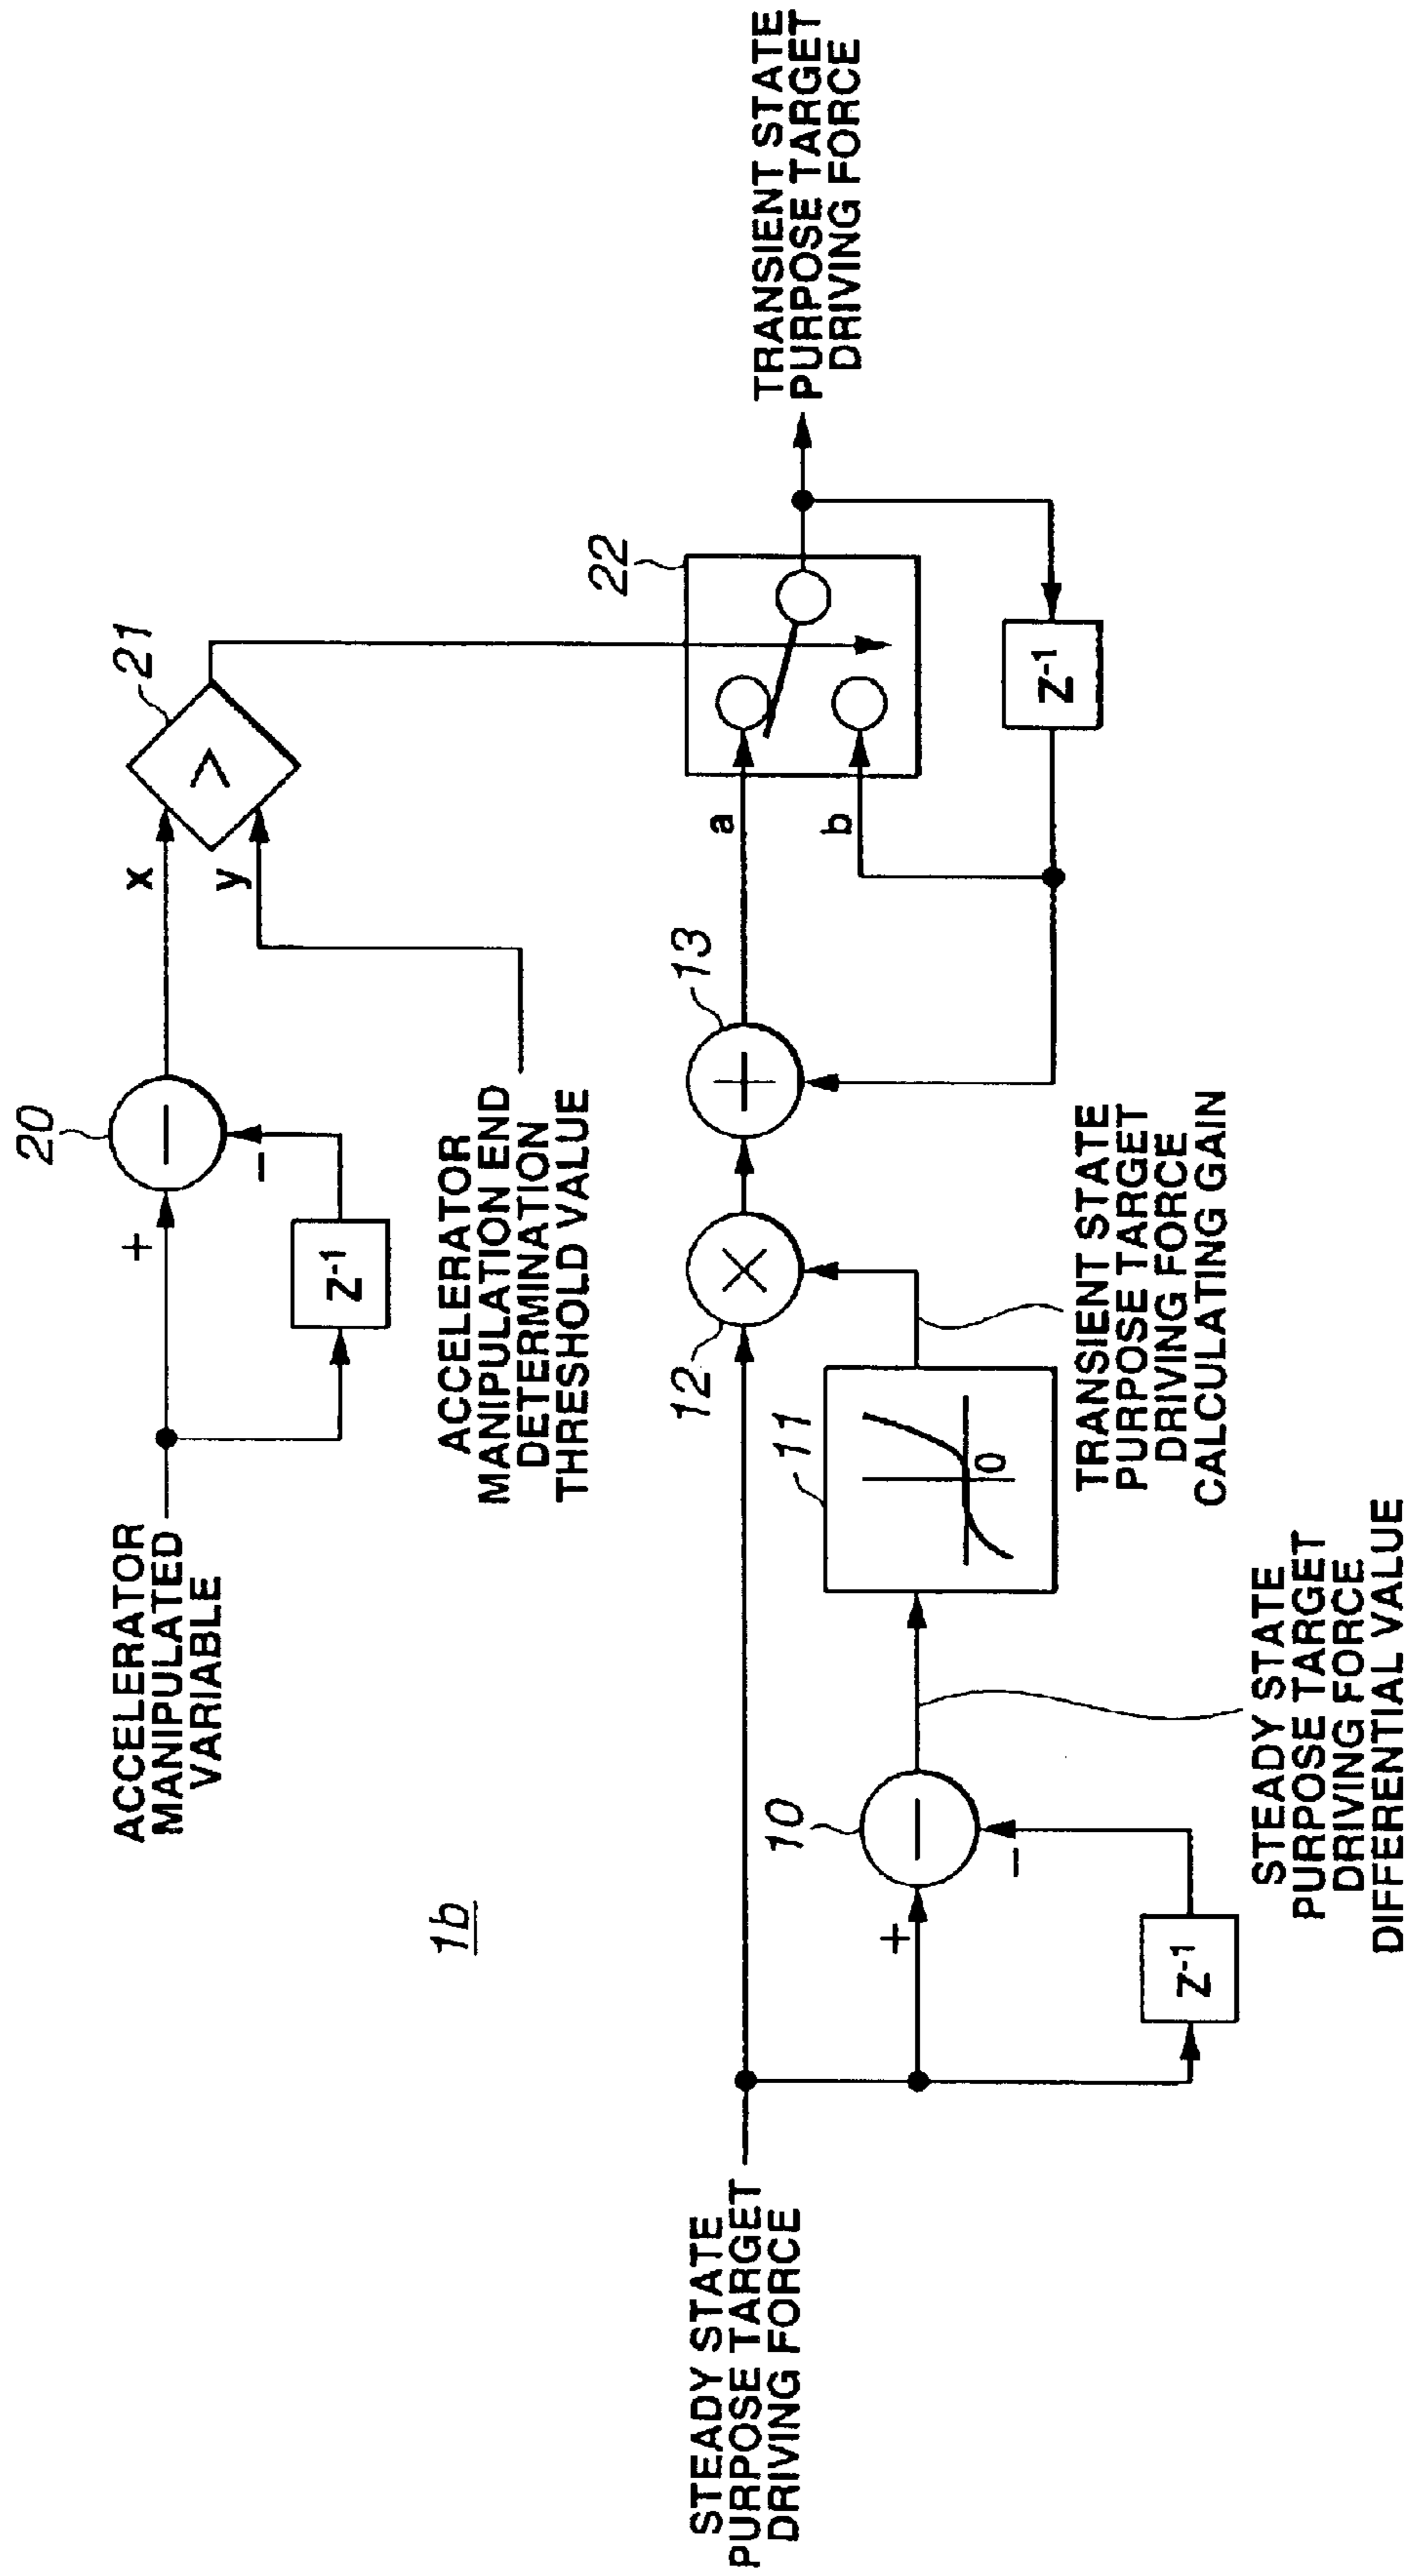 1b
ACCELERATOR
MANIPULATED
VARIABLE
+
−
20
Z-1
x
y
21
>
ACCELERATOR
MANIPULATION END
DETERMINATION
THRESHOLD VALUE
STEADY STATE
PURPOSE TARGET
DRIVING FORCE
+
−
10
Z-1
STEADY STATE
PURPOSE TARGET
DRIVING FORCE
DIFFERENTIAL VALUE
11
0
TRANSIENT STATE
PURPOSE TARGET
DRIVING FORCE
CALCULATING GAIN
12
×
13
+
a
b
22
Z-1
TRANSIENT STATE
PURPOSE TARGET
DRIVING FORCE